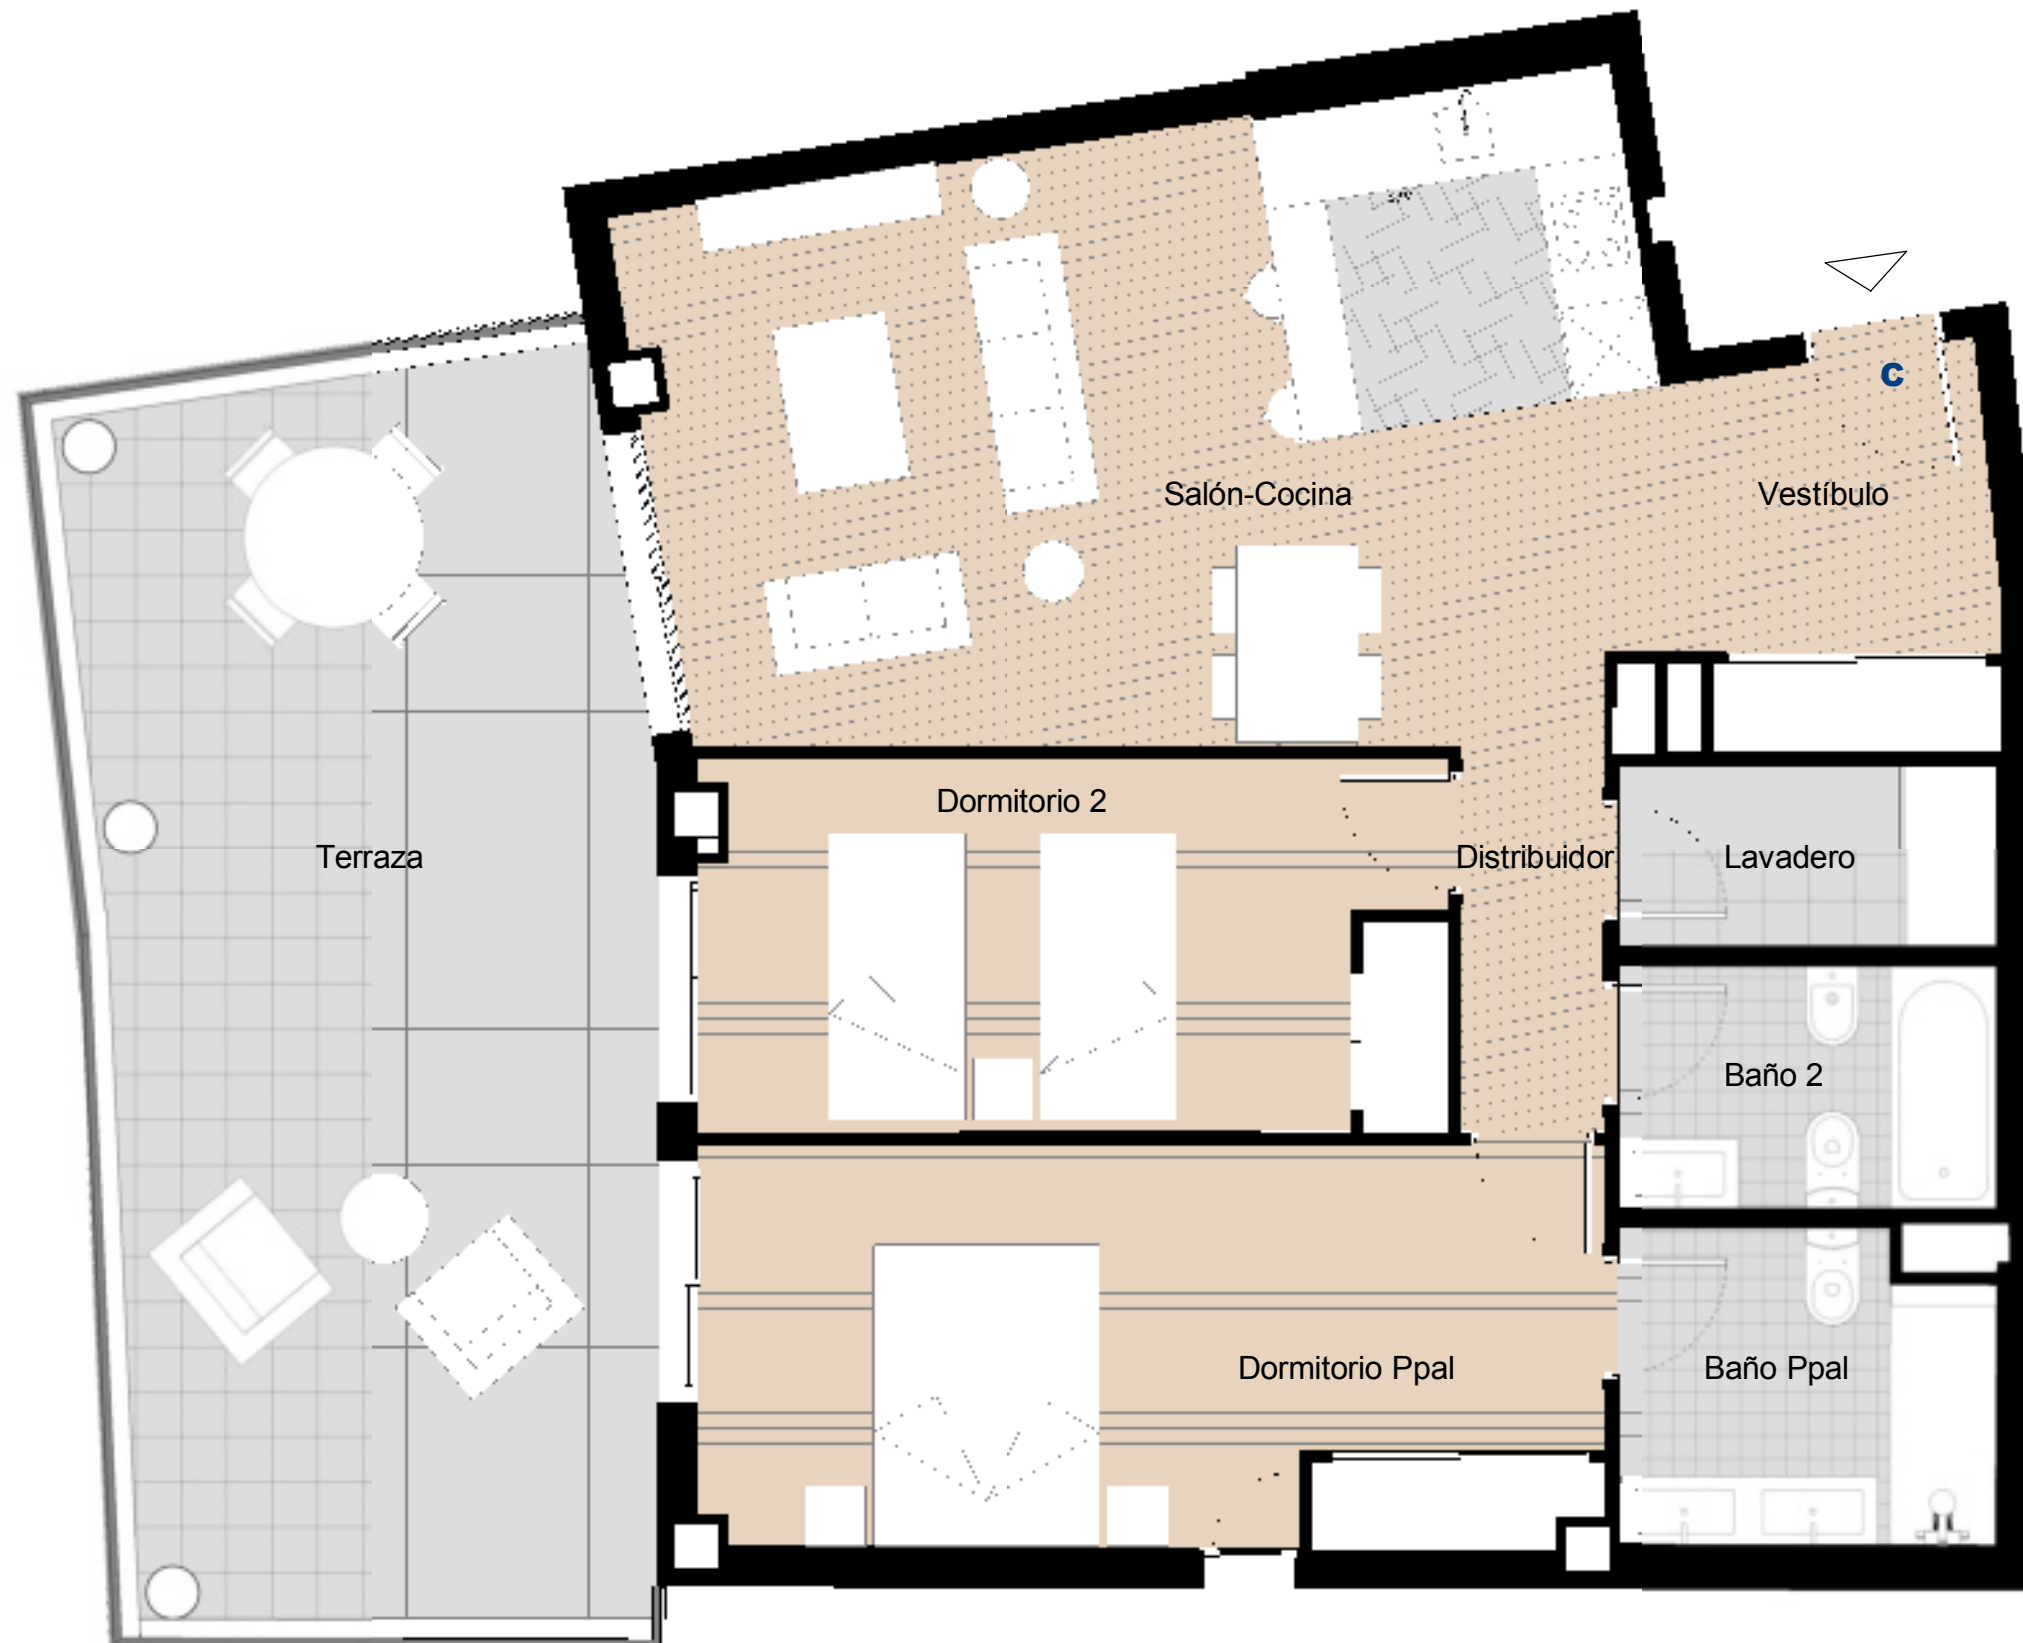 C
Salón-Cocina
Vestíbulo
Dormitorio 2
Terraza
Distribuidor
Lavadero
Baño 2
Dormitorio Ppal
Baño Ppal